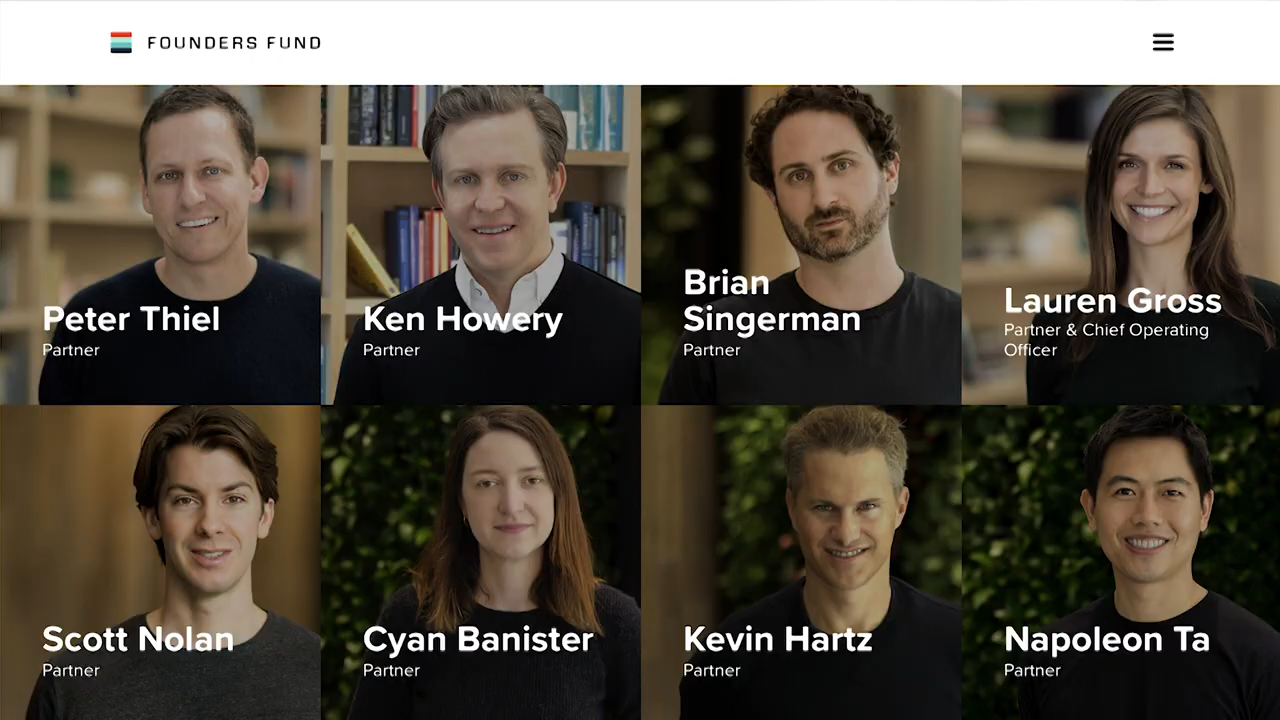 FOUNDERS FUND
Peter Thiel
Partner
Ken Howery
Partner
Brian
Singerman
Partner
Lauren Gross
Partner & Chief Operating
Officer
Scott Nolan
Partner
Cyan Banister
Partner
Kevin Hartz
Partner
Napoleon Ta
Partner